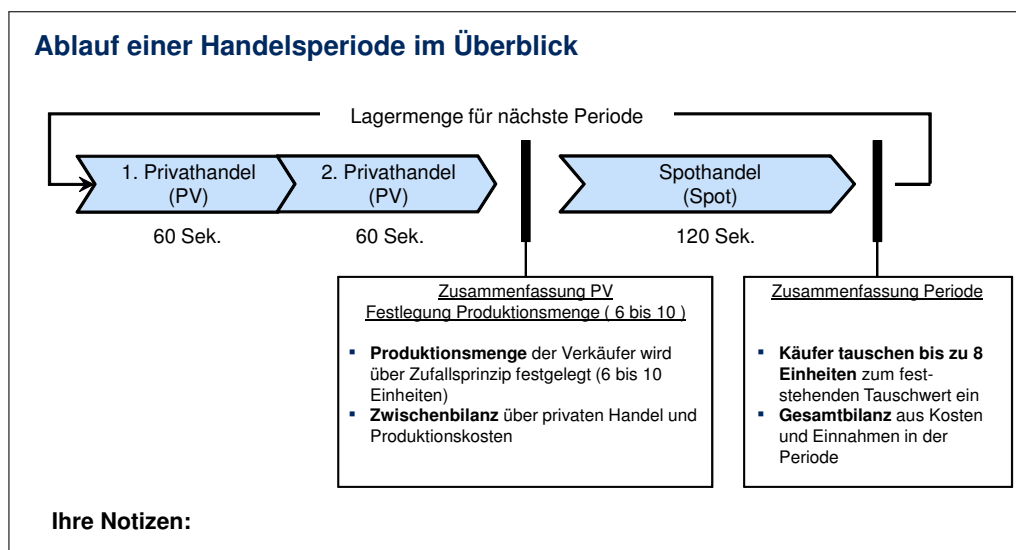 Ablauf einer Handelsperiode im Überblick
Lagermenge für nächste Periode
1. Privathandel
(PV)
2. Privathandel
(PV)
Spothandel
(Spot)
60 Sek.
60 Sek.
120 Sek.
Zusammenfassung PV
Festlegung Produktionsmenge ( 6 bis 10 )
▪ Produktionsmenge der Verkäufer wird
über Zufallsprinzip festgelegt (6 bis 10
Einheiten)
▪ Zwischenbilanz über privaten Handel und
Produktionskosten
Zusammenfassung Periode
▪ Käufer tauschen bis zu 8
Einheiten zum fest-
stehenden Tauschwert ein
▪ Gesamtbilanz aus Kosten
und Einnahmen in der
Periode
Ihre Notizen: